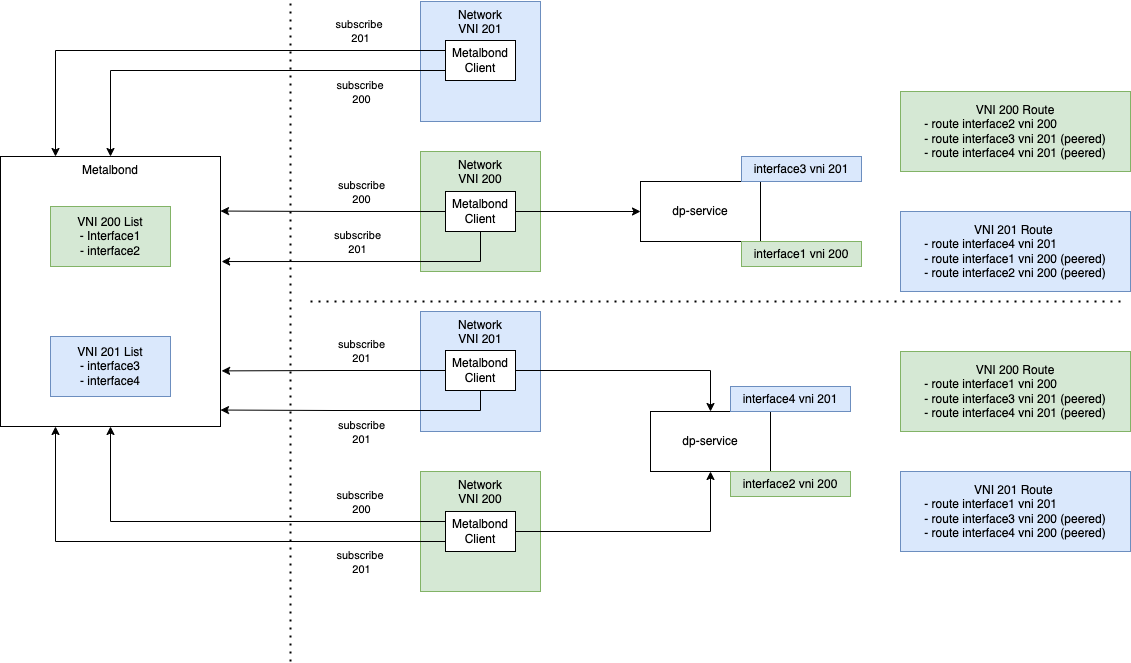 subscribe
201
Network
VNI 201
Metalbond
Client
subscribe
200
Metalbond
VNI 200 List
- Interface1
- interface2
VNI 201 List
- interface3
- interface4
subscribe
200
Network
VNI 200
Metalbond
Client
subscribe
201
interface3 vni 201
dp-service
interface1 vni 200
VNI 200 Route
- route interface2 vni 200
- route interface3 vni 201 (peered)
- route interface4 vni 201 (peered)
VNI 201 Route
- route interface4 vni 201
- route interface1 vni 200 (peered)
- route interface2 vni 200 (peered)
subscribe
201
Network
VNI 201
Metalbond
Client
subscribe
201
interface4 vni 201
dp-service
interface2 vni 200
subscribe
200
Network
VNI 200
Metalbond
Client
subscribe
201
VNI 200 Route
- route interface1 vni 200
- route interface3 vni 201 (peered)
- route interface4 vni 201 (peered)
VNI 201 Route
- route interface1 vni 201
- route interface3 vni 200 (peered)
- route interface4 vni 200 (peered)